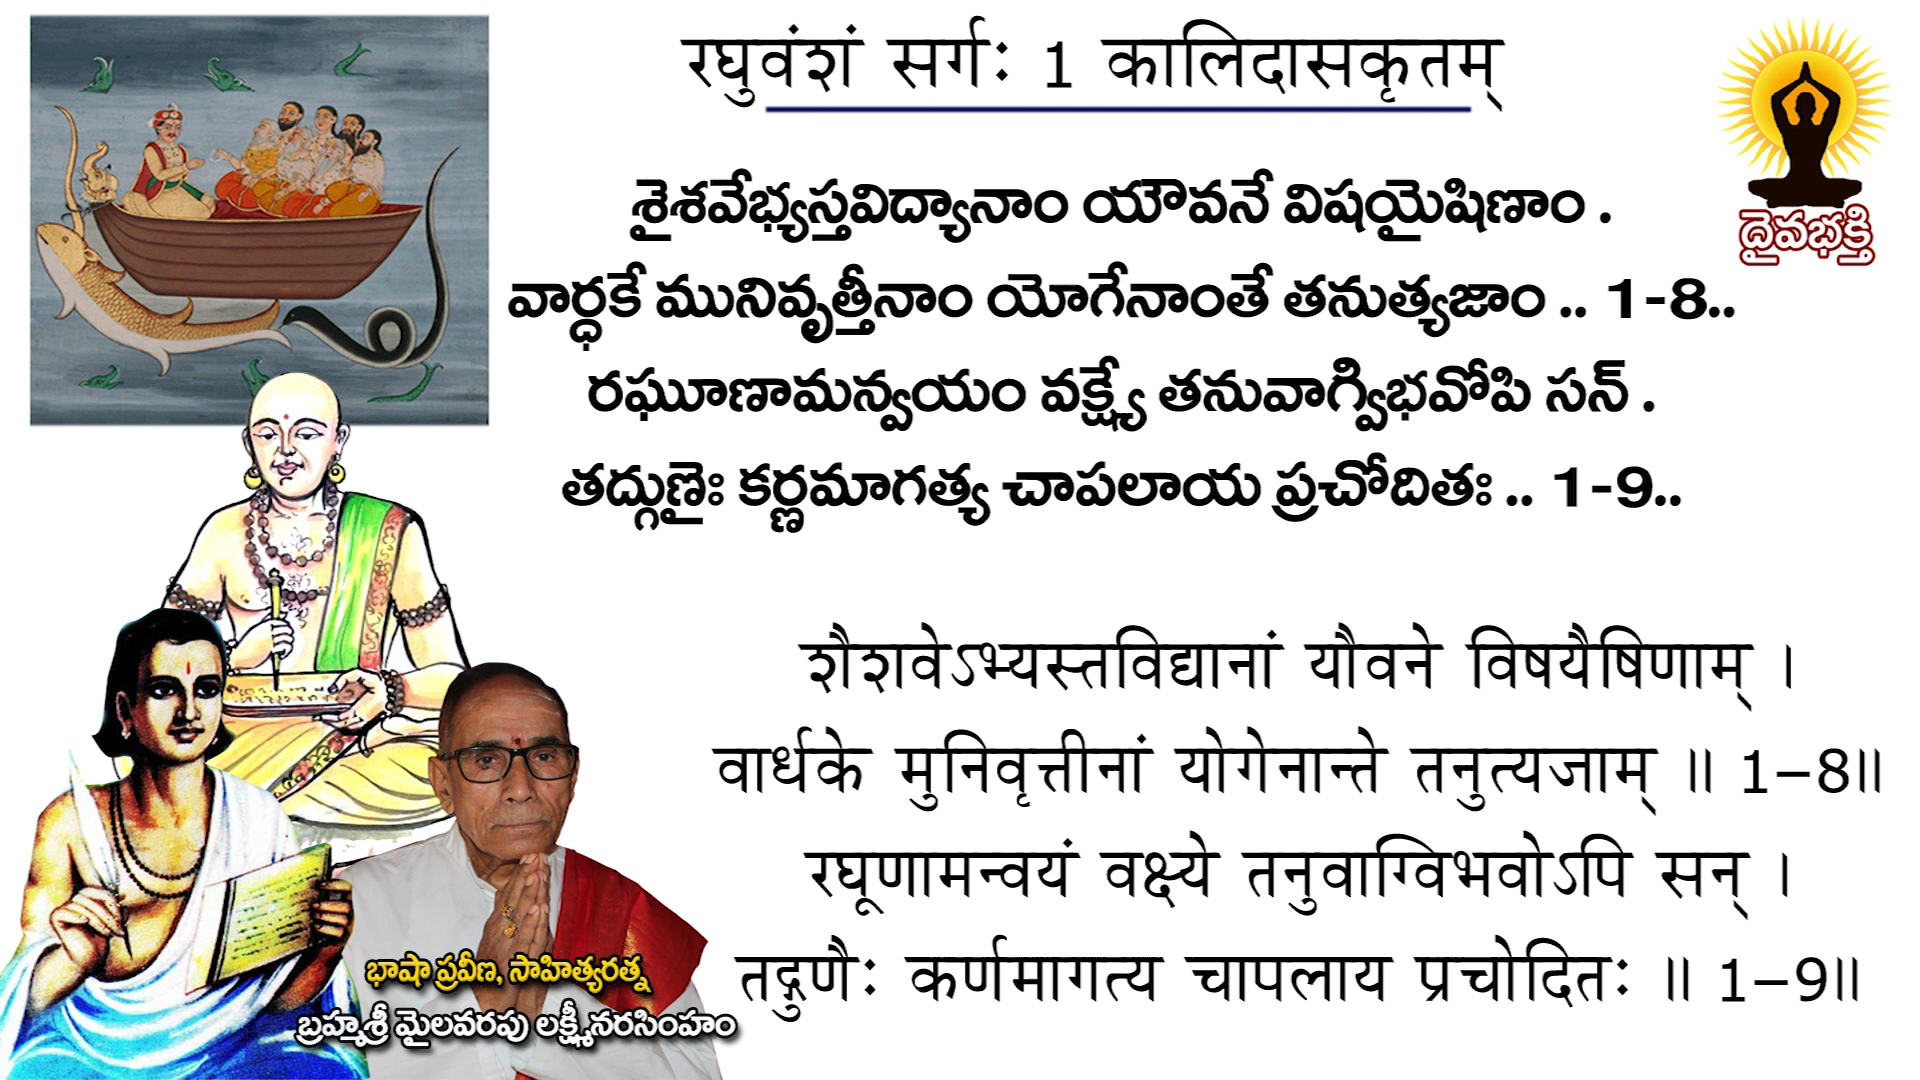 रघुवंशं सर्गः 1 कालिदासकृतम्
దైవభక్తి
శైశవేభ్యస్తవిద్యానాం యౌవనే విషయైషిణాం .
వార్ధకే మునివృత్తీనాం యోగేనాంతే తనుత్యజాం .. 1-8..
రఘూణామన్వయం వక్ష్యే తనువాగ్విభవోపి సన్ .
తద్గుణైః కర్ణమాగత్య చాపలాయ ప్రచోదితః .. 1-9..
शैशवेऽभ्यस्तविद्यानां यौवने विषयैषिणाम् ।
वार्धके मुनिवृत्तीनां योगेनान्ते तनुत्यजाम् ॥ 1–8॥
रघूणामन्वयं वक्ष्ये तनुवाग्विभवोऽपि सन् ।
तद्गुणैः कर्णमागत्य चापलाय प्रचोदितः ॥ 1–9॥
భాషా ప్రవీణ, సాహిత్యరత్న
బ్రహ్మశ్రీ మైలవరపు లక్ష్మీనరసింహం